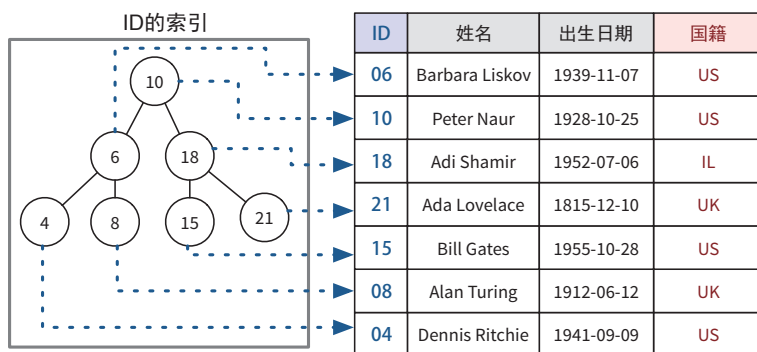 ID的索引
10
6
18
4
8
15
21
ID 姓名 出生日期 国籍
06 Barbara Liskov 1939-11-07 US
10 Peter Naur 1928-10-25 US
18 Adi Shamir 1952-07-06 IL
21 Ada Lovelace 1815-12-10 UK
15 Bill Gates 1955-10-28 US
08 Alan Turing 1912-06-12 UK
04 Dennis Ritchie 1941-09-09 US